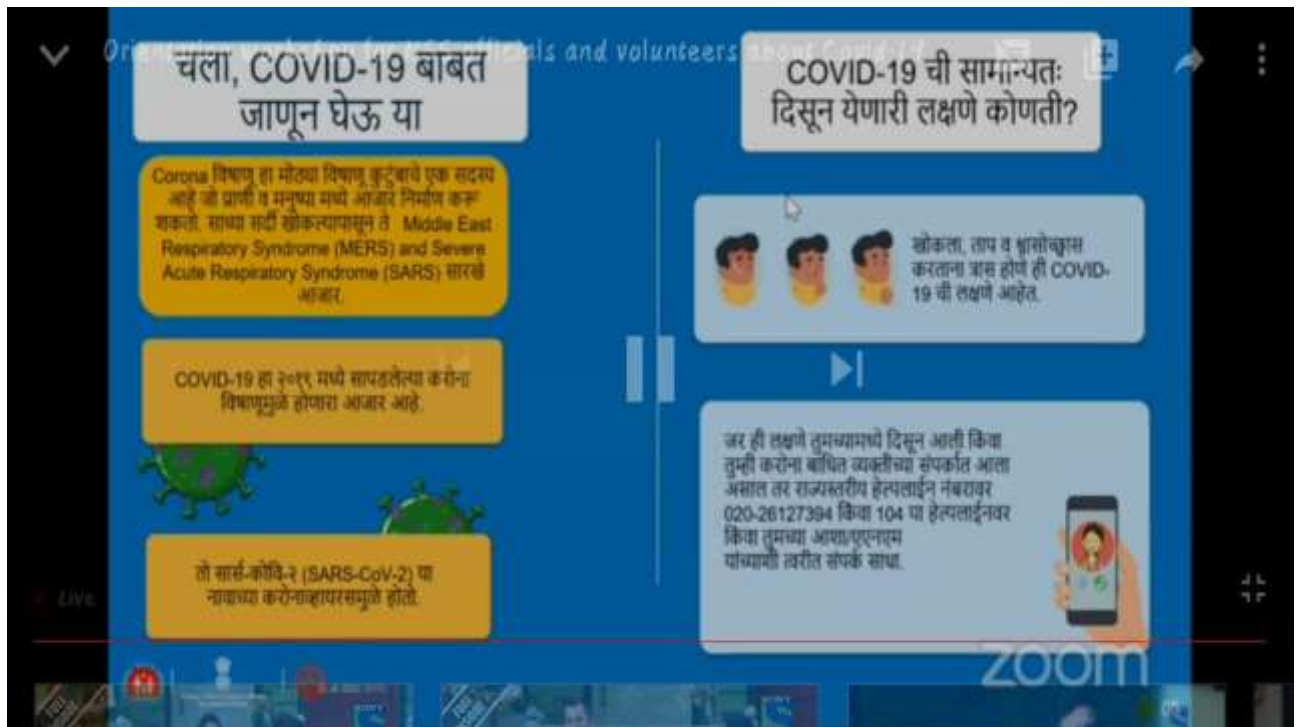 officials and volunteers about Covid-19
चला, COVID-19 बाबत
जाणून घेऊ या
Corona विषाणू हा मोठ्या विषाणू कुटुंबाचे एक सदस्य
आहे जो प्राणी व मनुष्या मध्ये आजार निर्माण करू
शकतो. साध्या सर्दी खोकल्यापासून ते Middle East
Respiratory Syndrome (MERS) and Severe
Acute Respiratory Syndrome (SARS) सारखे
आजार.
COVID-19 हा २०१९ मध्ये सापडलेल्या करोना
विषाणूमुळे होणारा आजार आहे.
तो सार्स-कोवि-२ (SARS-CoV-2) या
नावाच्या करोनाव्हायरसमुळे होतो.
COVID-19 ची सामान्यतः
दिसून येणारी लक्षणे कोणती?
खोकला, ताप व श्वासोच्छ्वास
करताना त्रास होणे ही COVID-
19 ची लक्षणे आहेत.
जर ही लक्षणे तुमच्यामध्ये दिसून आली किंवा
तुम्ही करोना बाधित व्यक्तीच्या संपर्कात आला
असाल तर राज्यस्तरीय हेल्पलाईन नंबरावर
020-26127394 किंवा 104 या हेल्पलाईनवर
किंवा तुमच्या आशा/एएनएम
यांच्याशी त्वरीत संपर्क साधा.
Live
zoom